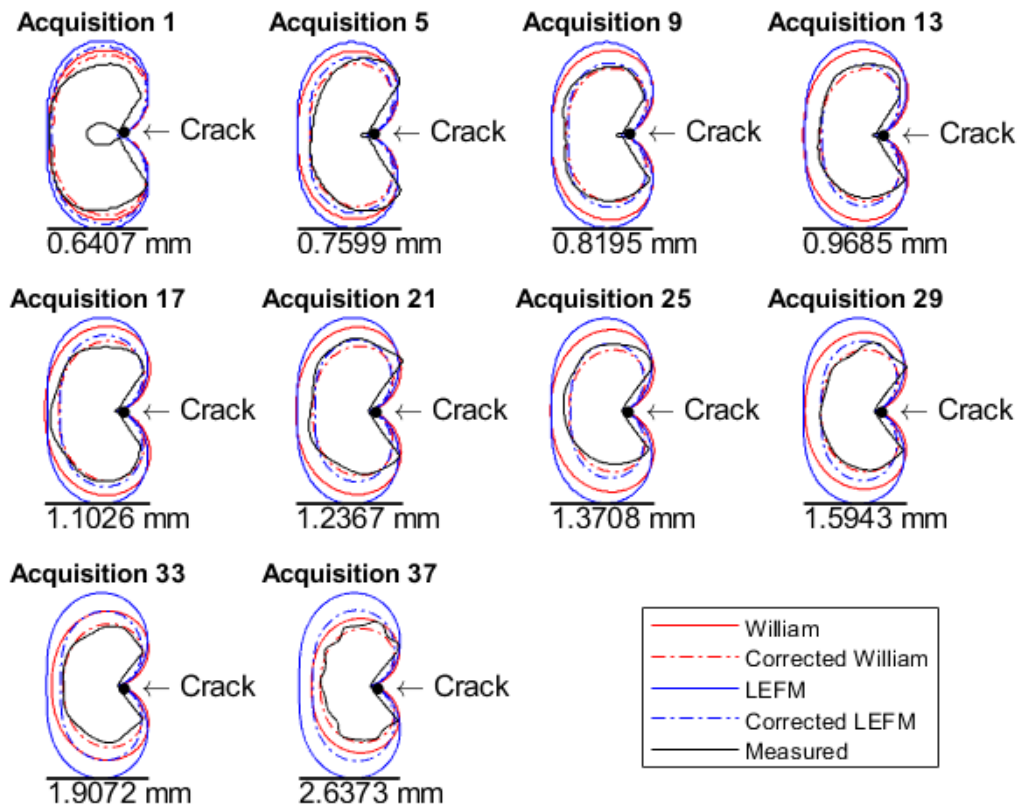 Acquisition 1
Acquisition 5
Acquisition 9
Acquisition 13
← Crack
← Crack
← Crack
← Crack
0.6407 mm
0.7599 mm
0.8195 mm
0.9685 mm
Acquisition 17
Acquisition 21
Acquisition 25
Acquisition 29
← Crack
← Crack
← Crack
← Crack
1.1026 mm
1.2367 mm
1.3708 mm
1.5943 mm
Acquisition 33
Acquisition 37
← Crack
← Crack
1.9072 mm
2.6373 mm
William
Corrected William
LEFM
Corrected LEFM
Measured